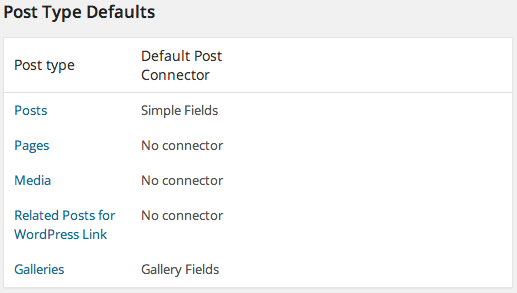 Post Type Defaults
Post type
Default Post
Connector
Posts
Simple Fields
Pages
No connector
Media
No connector
Related Posts for
WordPress Link
No connector
Galleries
Gallery Fields